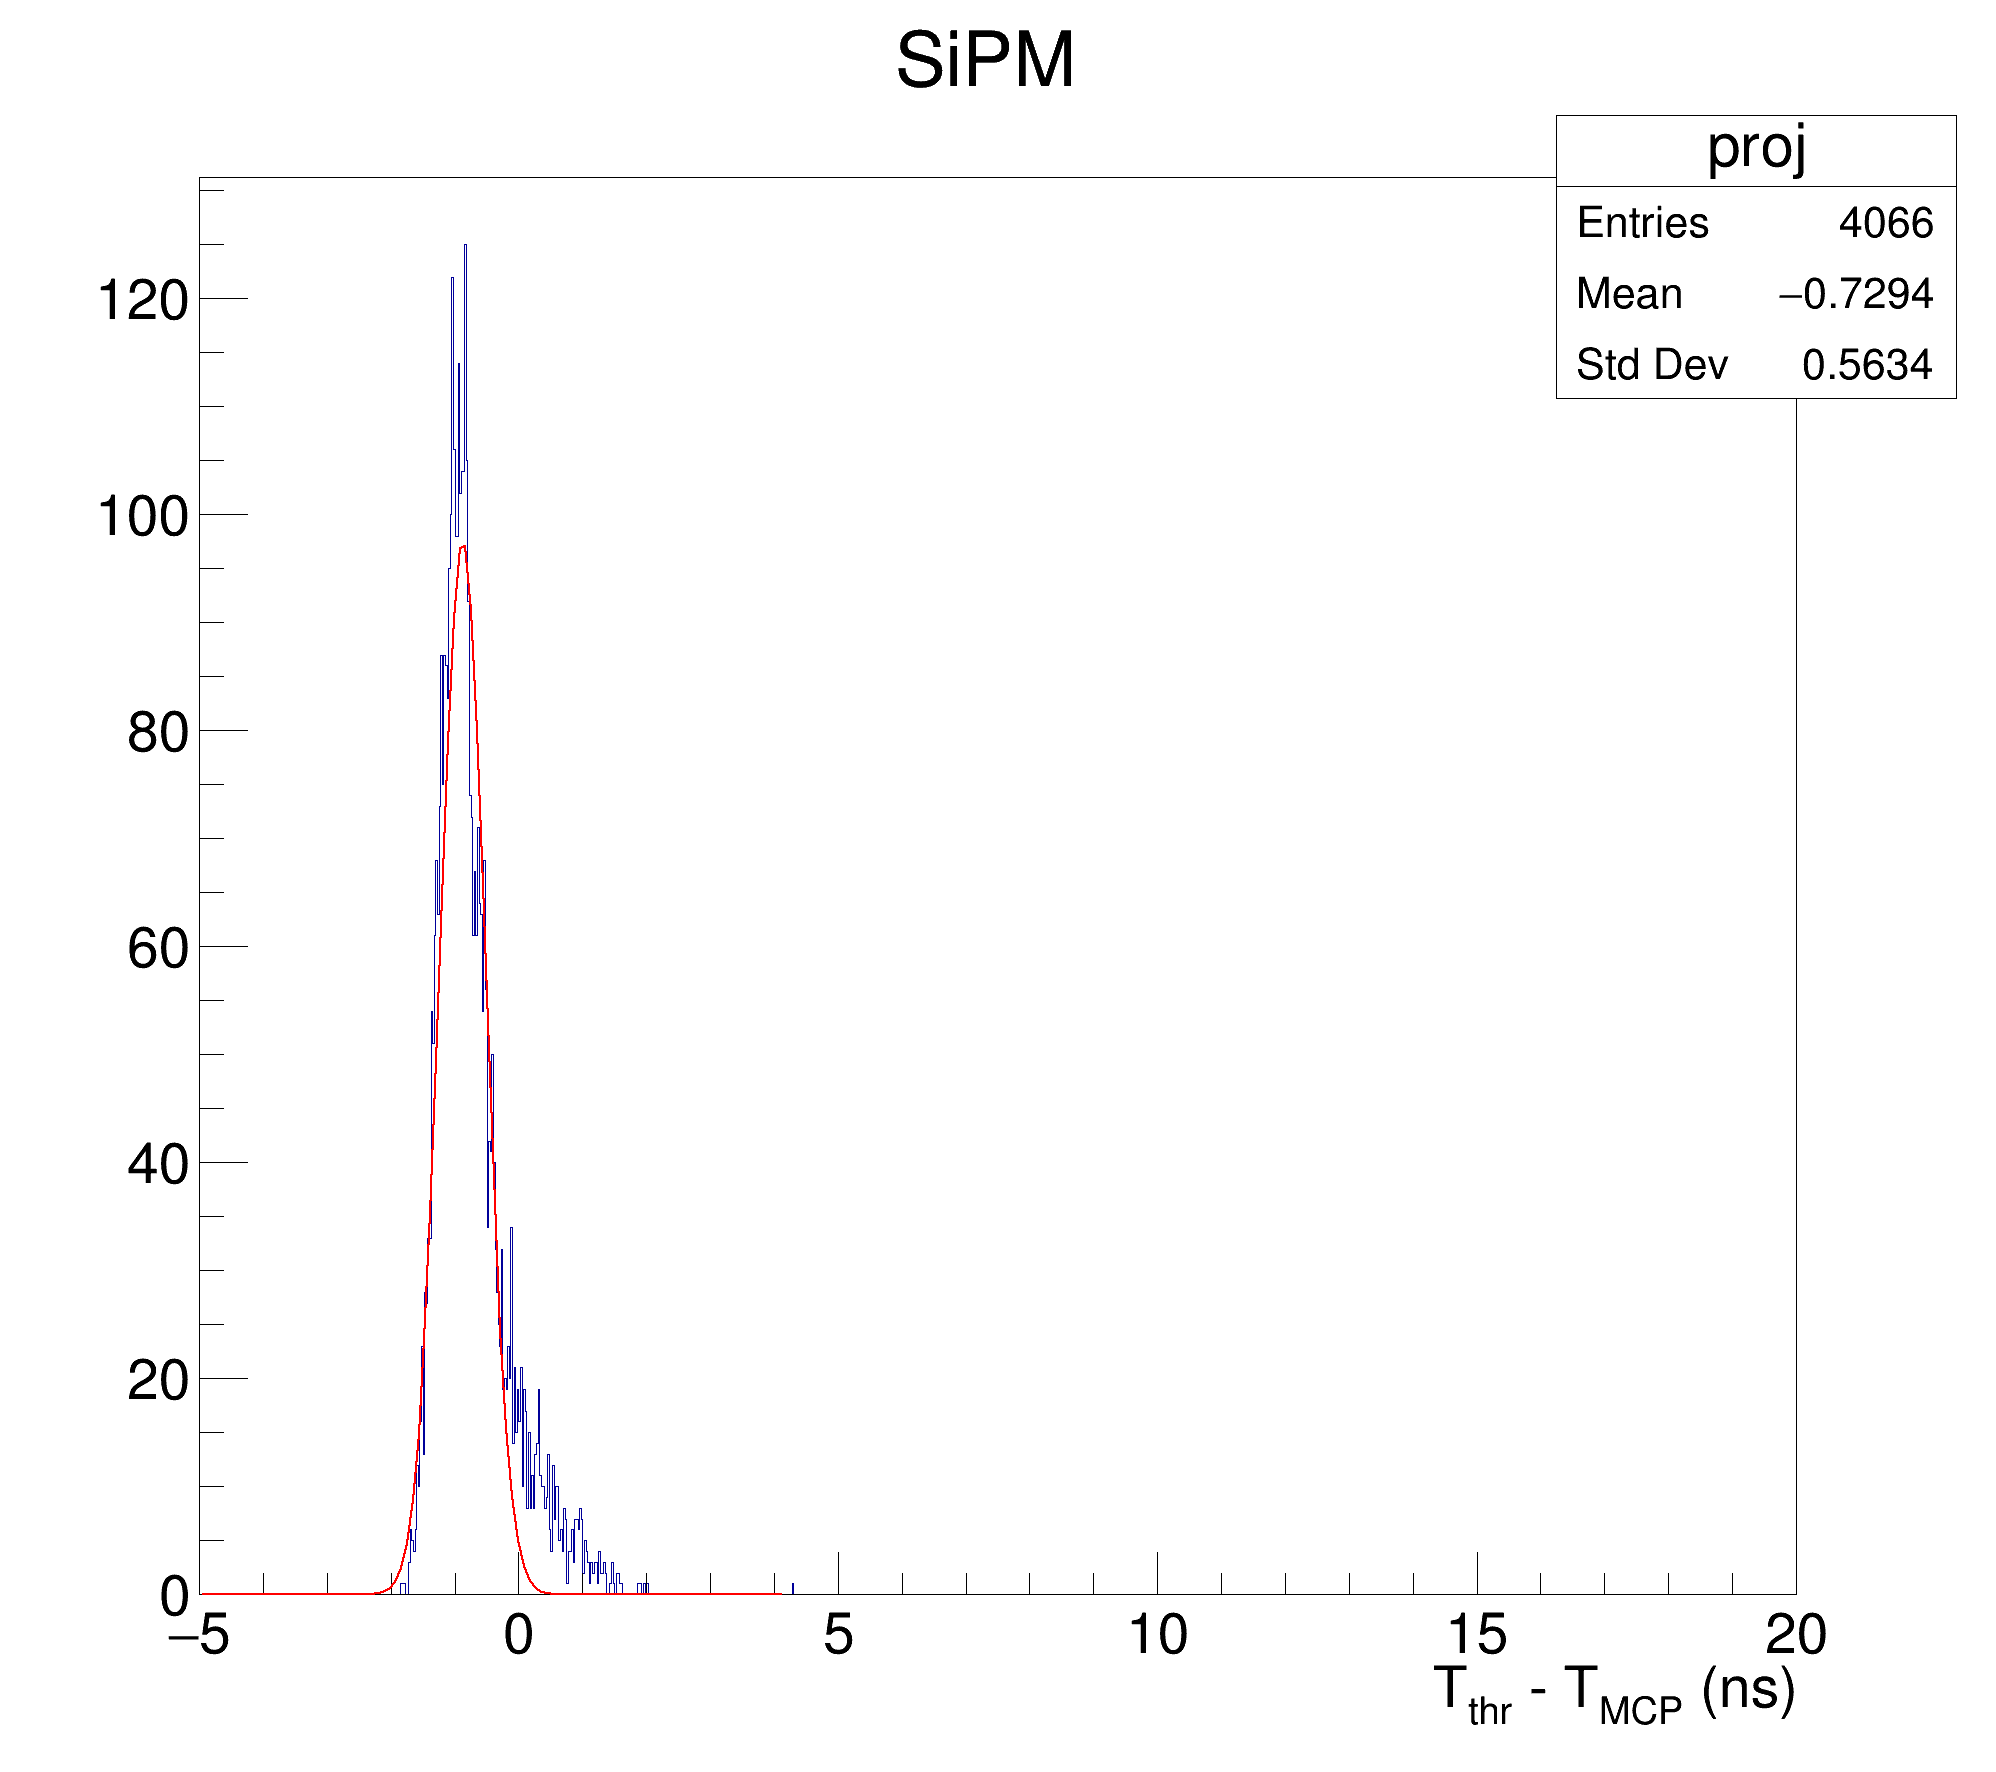 SiPM
proj
Entries 4066
Mean −0.7294
Std Dev 0.5634
120
100
80
60
40
20
0
−5 0 5 10 15 20
T_thr - T_MCP (ns)